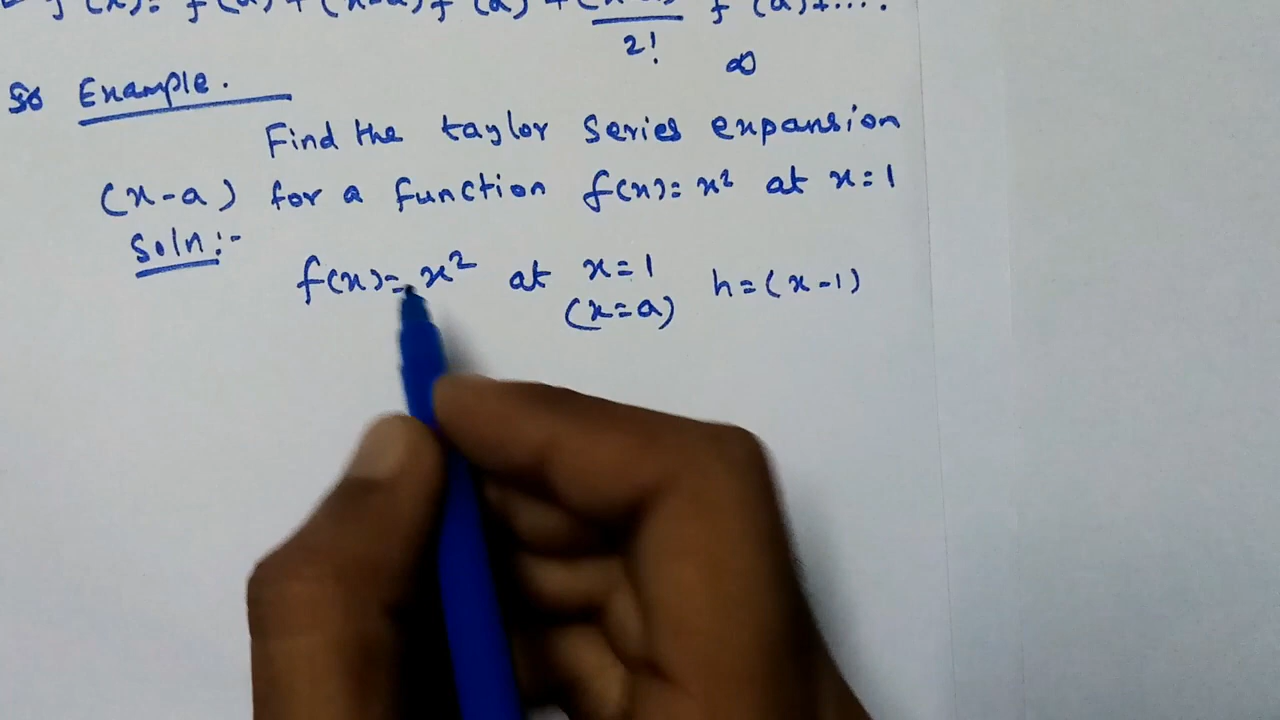 f(x) = f(a) + (x-a) f'(a) +
2!
f''(a) + ....
∞
Example.
Find the taylor series expansion
(x-a) for a function f(x) = x² at x = 1
Soln:-
f(x) = x² at x = 1 h = (x-1)
(x = a)